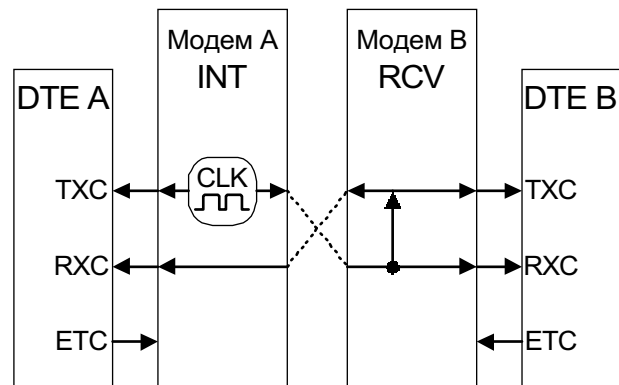 Модем А
INT
Модем В
RCV
DTE A
DTE B
CLK
TXC
TXC
RXC
RXC
ETC
ETC